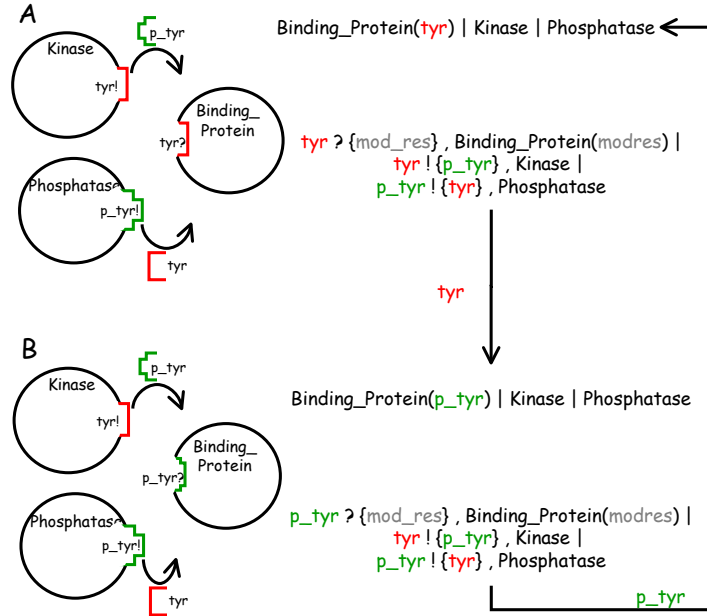 A
Kinase
p_tyr
tyr!
Binding_
Protein
tyr?
Phosphatase
p_tyr!
tyr
Binding_Protein(tyr) | Kinase | Phosphatase
tyr ? {mod_res} , Binding_Protein(modres) |
tyr ! {p_tyr} , Kinase |
p_tyr ! {tyr} , Phosphatase
tyr
B
Kinase
p_tyr
tyr!
Binding_
Protein
p_tyr?
Phosphatase
p_tyr!
tyr
Binding_Protein(p_tyr) | Kinase | Phosphatase
p_tyr ? {mod_res} , Binding_Protein(modres) |
tyr ! {p_tyr} , Kinase |
p_tyr ! {tyr} , Phosphatase
p_tyr